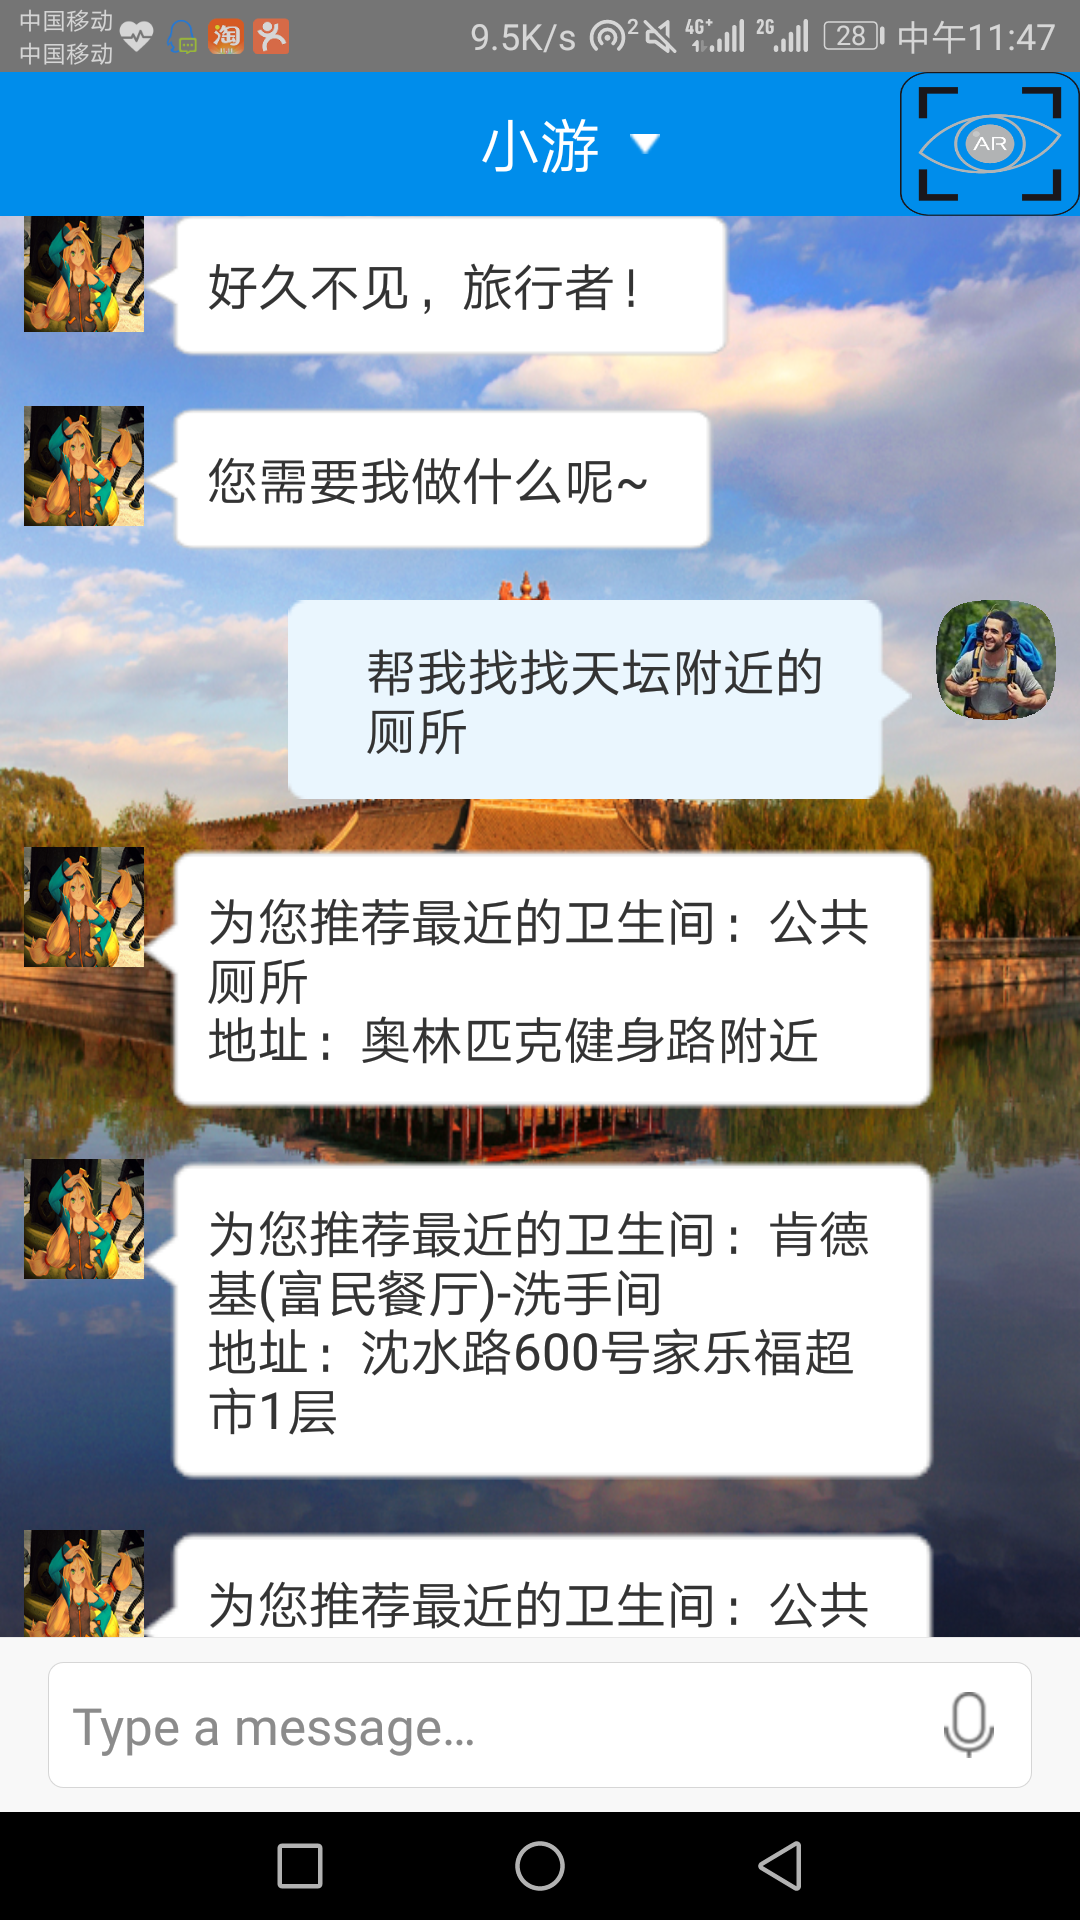 中国移动
中国移动
淘
9.5K/s
2
4G+
2G
28
中午11:47
小游
AR
好久不见，旅行者！
您需要我做什么呢~
帮我找找天坛附近的
厕所
为您推荐最近的卫生间：公共
厕所
地址：奥林匹克健身路附近
为您推荐最近的卫生间：肯德
基(富民餐厅)-洗手间
地址：沈水路600号家乐福超
市1层
为您推荐最近的卫生间：公共
Type a message...